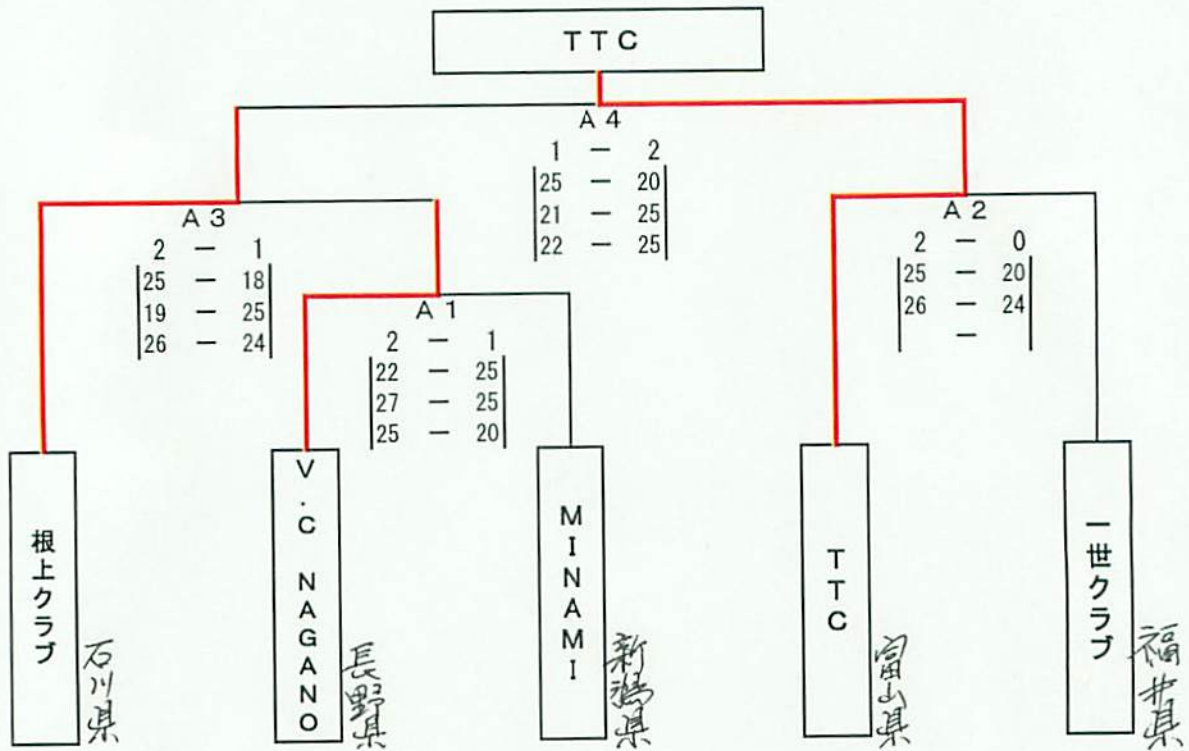 TTC
A4
1 － 2
25 － 20
21 － 25
22 － 25
A3
2 － 1
25 － 18
19 － 25
26 － 24
A2
2 － 0
25 － 20
26 － 24
－
A1
2 － 1
22 － 25
27 － 25
25 － 20
根上クラブ
石川県
V.C NAGANO
長野県
MINAMI
新潟県
TTC
富山県
一世クラブ
福井県